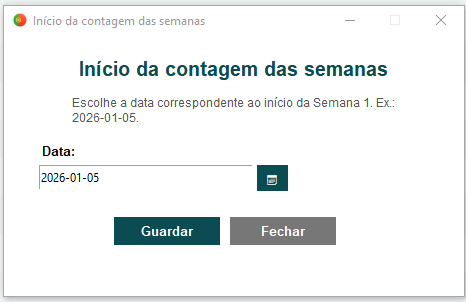 Início da contagem das semanas
Início da contagem das semanas
Escolhe a data correspondente ao início da Semana 1. Ex.:
2026-01-05.
Data:
2026-01-05
Guardar
Fechar